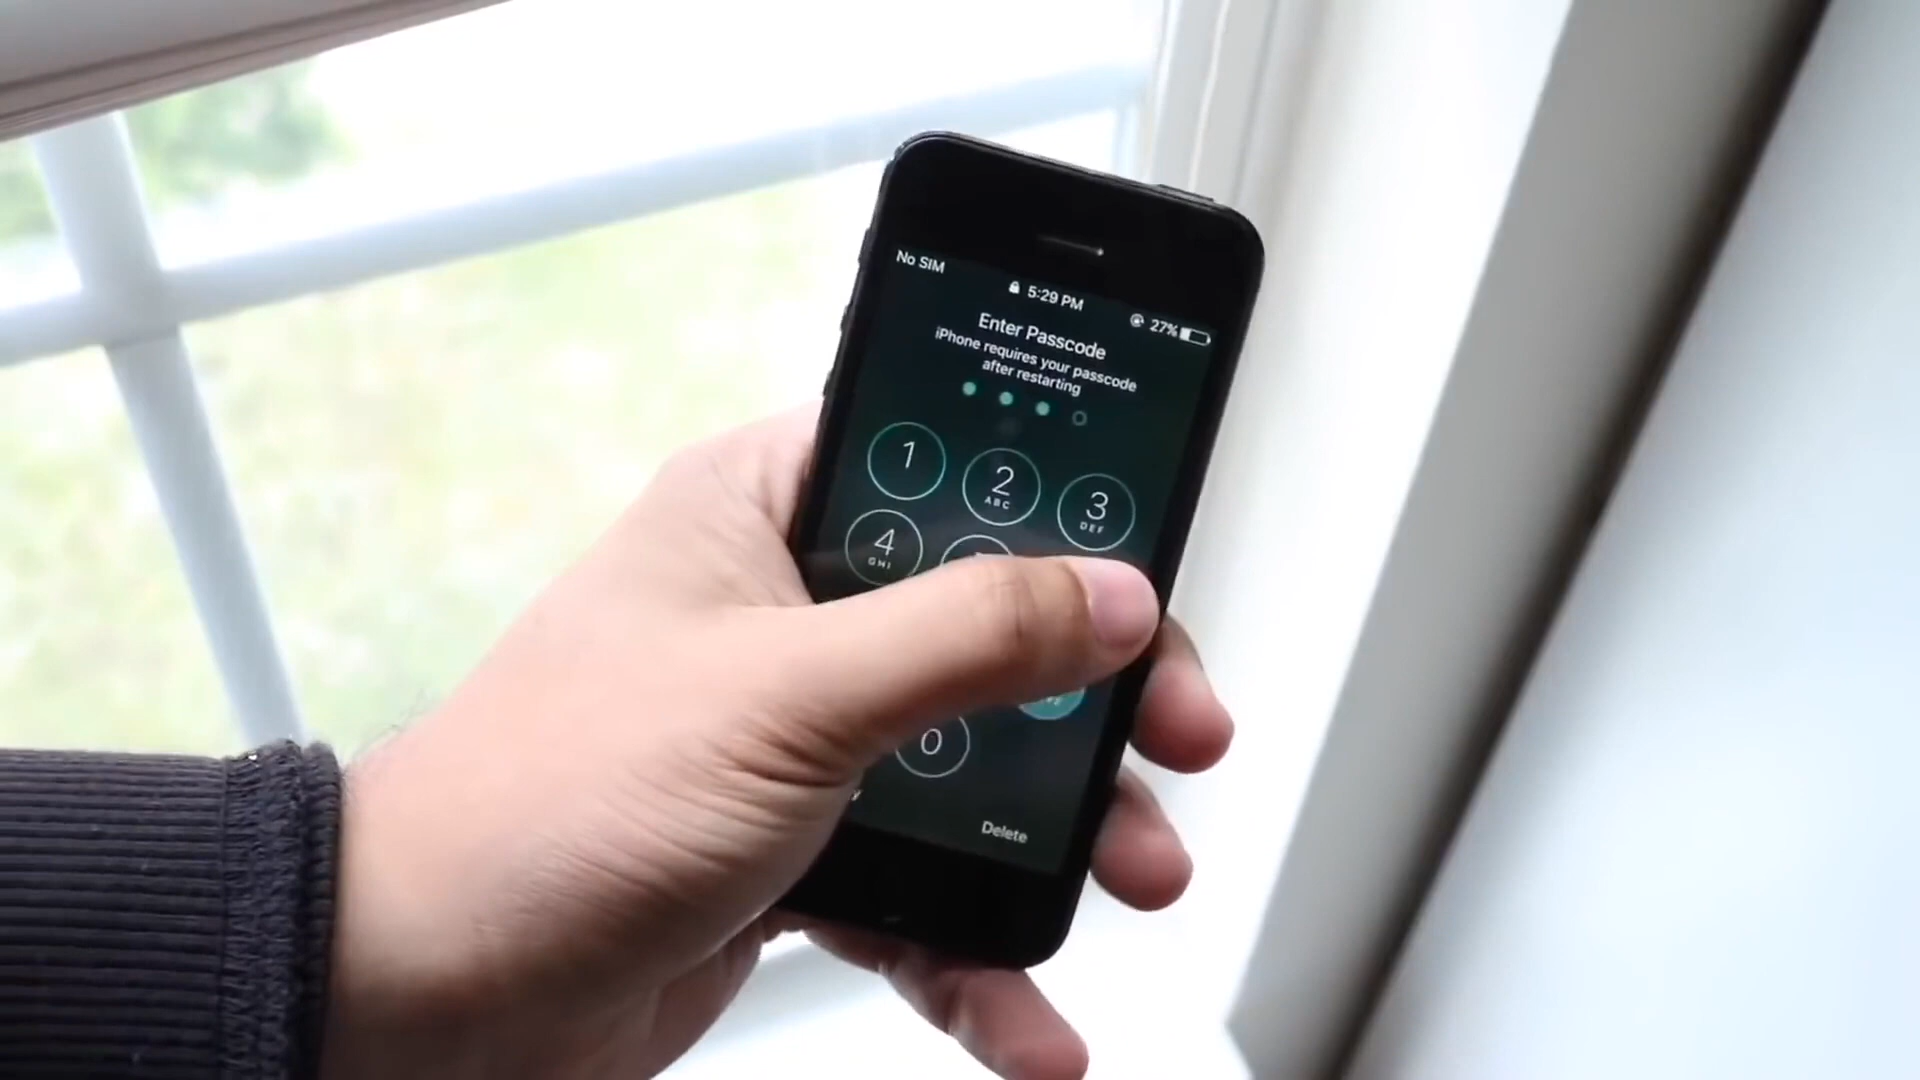 No SIM
5:29 PM
27%
Enter Passcode
iPhone requires your passcode
after restarting
1
2
ABC
3
DEF
4
GHI
0
Delete